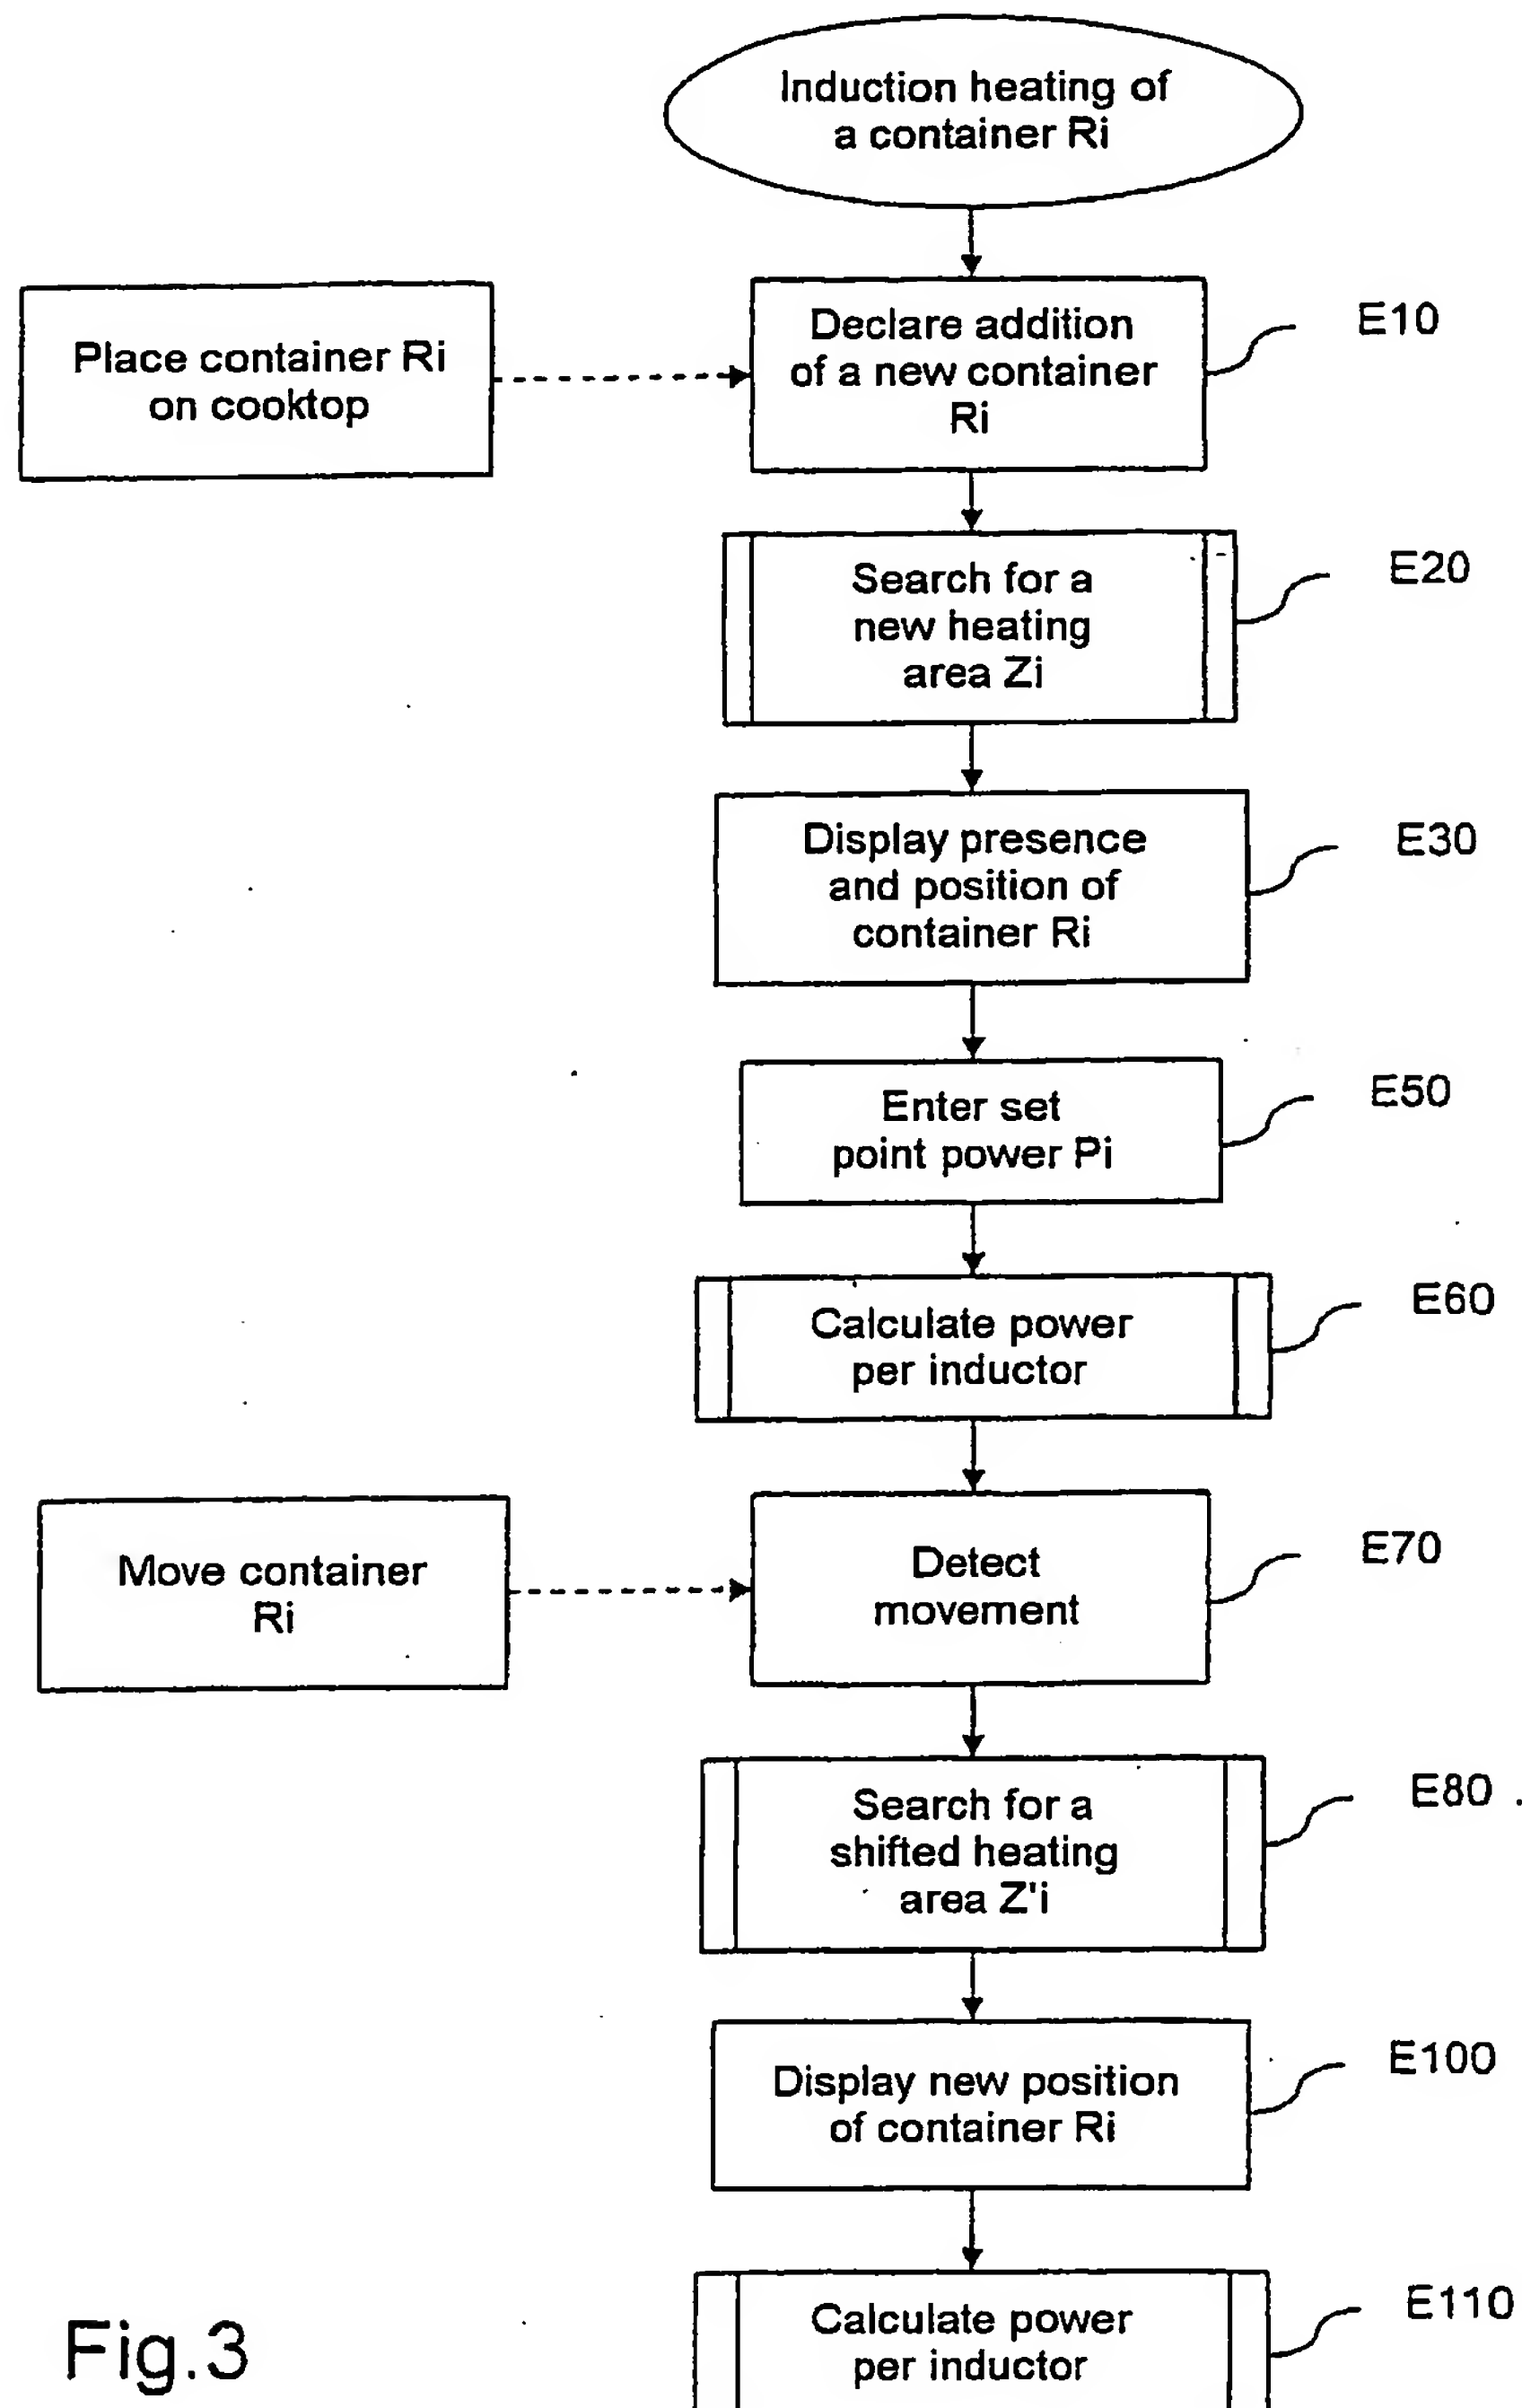 Induction heating of
a container Ri
Place container Ri
on cooktop
Declare addition
of a new container
Ri
E10
Search for a
new heating
area Zi
E20
Display presence
and position of
container Ri
E30
Enter set
point power Pi
E50
Calculate power
per inductor
E60
Move container
Ri
Detect
movement
E70
Search for a
shifted heating
area Z'i
E80
Display new position
of container Ri
E100
Calculate power
per inductor
E110
Fig.3